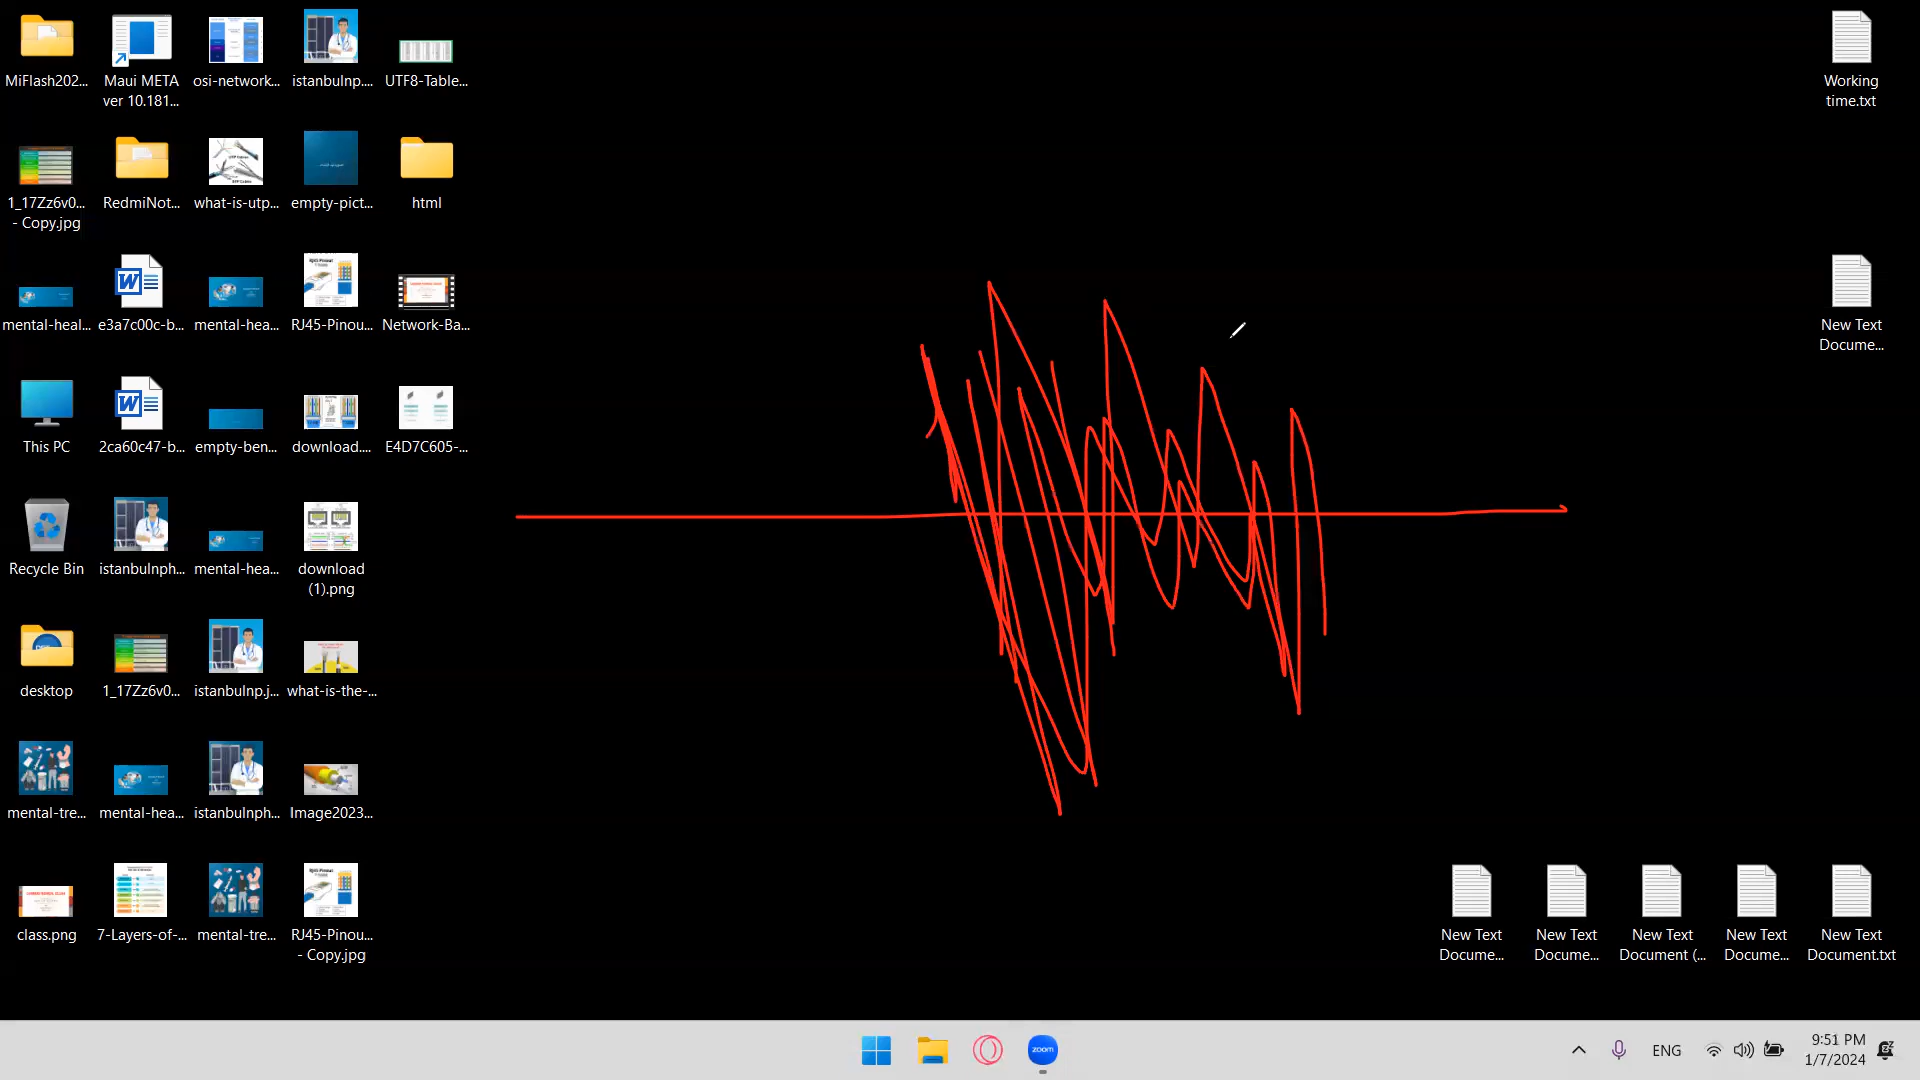 MiFlash202...
Maui META
ver 10.181...
osi-network...
istanbulnp....
UTF8-Table...
Working
time.txt
1_17Zz6v0...
- Copy.jpg
RedmiNot...
what-is-utp...
empty-pict...
html
mental-heal...
e3a7c00c-b...
mental-hea...
RJ45-Pinou...
Network-Ba...
New Text
Docume...
This PC
2ca60c47-b...
empty-ben...
download....
E4D7C605-...
Recycle Bin
istanbulnph...
mental-hea...
download
(1).png
desktop
1_17Zz6v0...
istanbulnp.j...
what-is-the-...
mental-tre...
mental-hea...
istanbulnph...
Image2023...
class.png
7-Layers-of-...
mental-tre...
RJ45-Pinou...
- Copy.jpg
New Text
Docume...
New Text
Docume...
New Text
Document (...
New Text
Docume...
New Text
Document.txt
zoom
ENG
9:51 PM
1/7/2024